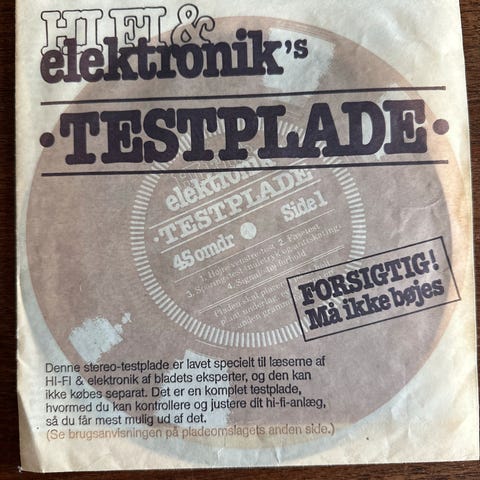 HI FI &
elektronik's
·TESTPLADE·
elektronik
·TESTPLADE
45 omdr Side 1
FORSIGTIG!
Må ikke bøjes
Denne stereo-testplade er lavet specielt til læserne af
HI-FI & elektronik af bladets eksperter, og den kan
ikke købes separat. Det er en komplet testplade,
hvormed du kan kontrollere og justere dit hi-fi-anlæg,
så du får mest mulig ud af det.
(Se brugsanvisningen på pladeomslagets anden side.)